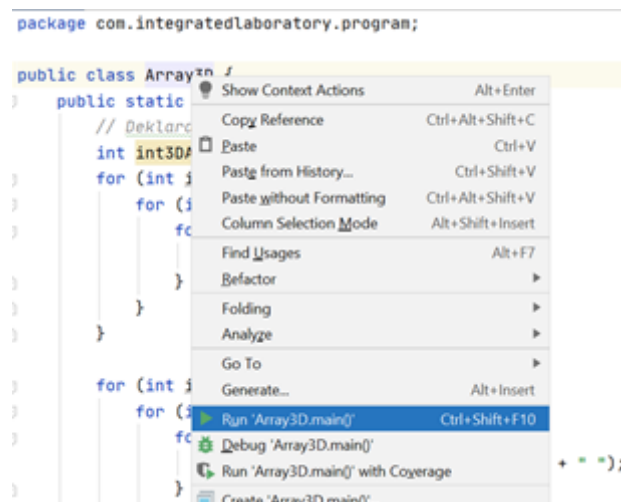 package com.integratedlaboratory.program;
public class Array3D {
public static
// Deklara
int int3DA
for (int i
for (i
fo
}
}
}
for (int i
for (i
fo
+ " ");
}
Show Context Actions Alt+Enter
Copy Reference Ctrl+Alt+Shift+C
Paste Ctrl+V
Paste from History... Ctrl+Shift+V
Paste without Formatting Ctrl+Alt+Shift+V
Column Selection Mode Alt+Shift+Insert
Find Usages Alt+F7
Refactor
Folding
Analyze
Go To
Generate... Alt+Insert
Run 'Array3D.main()' Ctrl+Shift+F10
Debug 'Array3D.main()'
Run 'Array3D.main()' with Coverage
Create 'Array3D.main()'